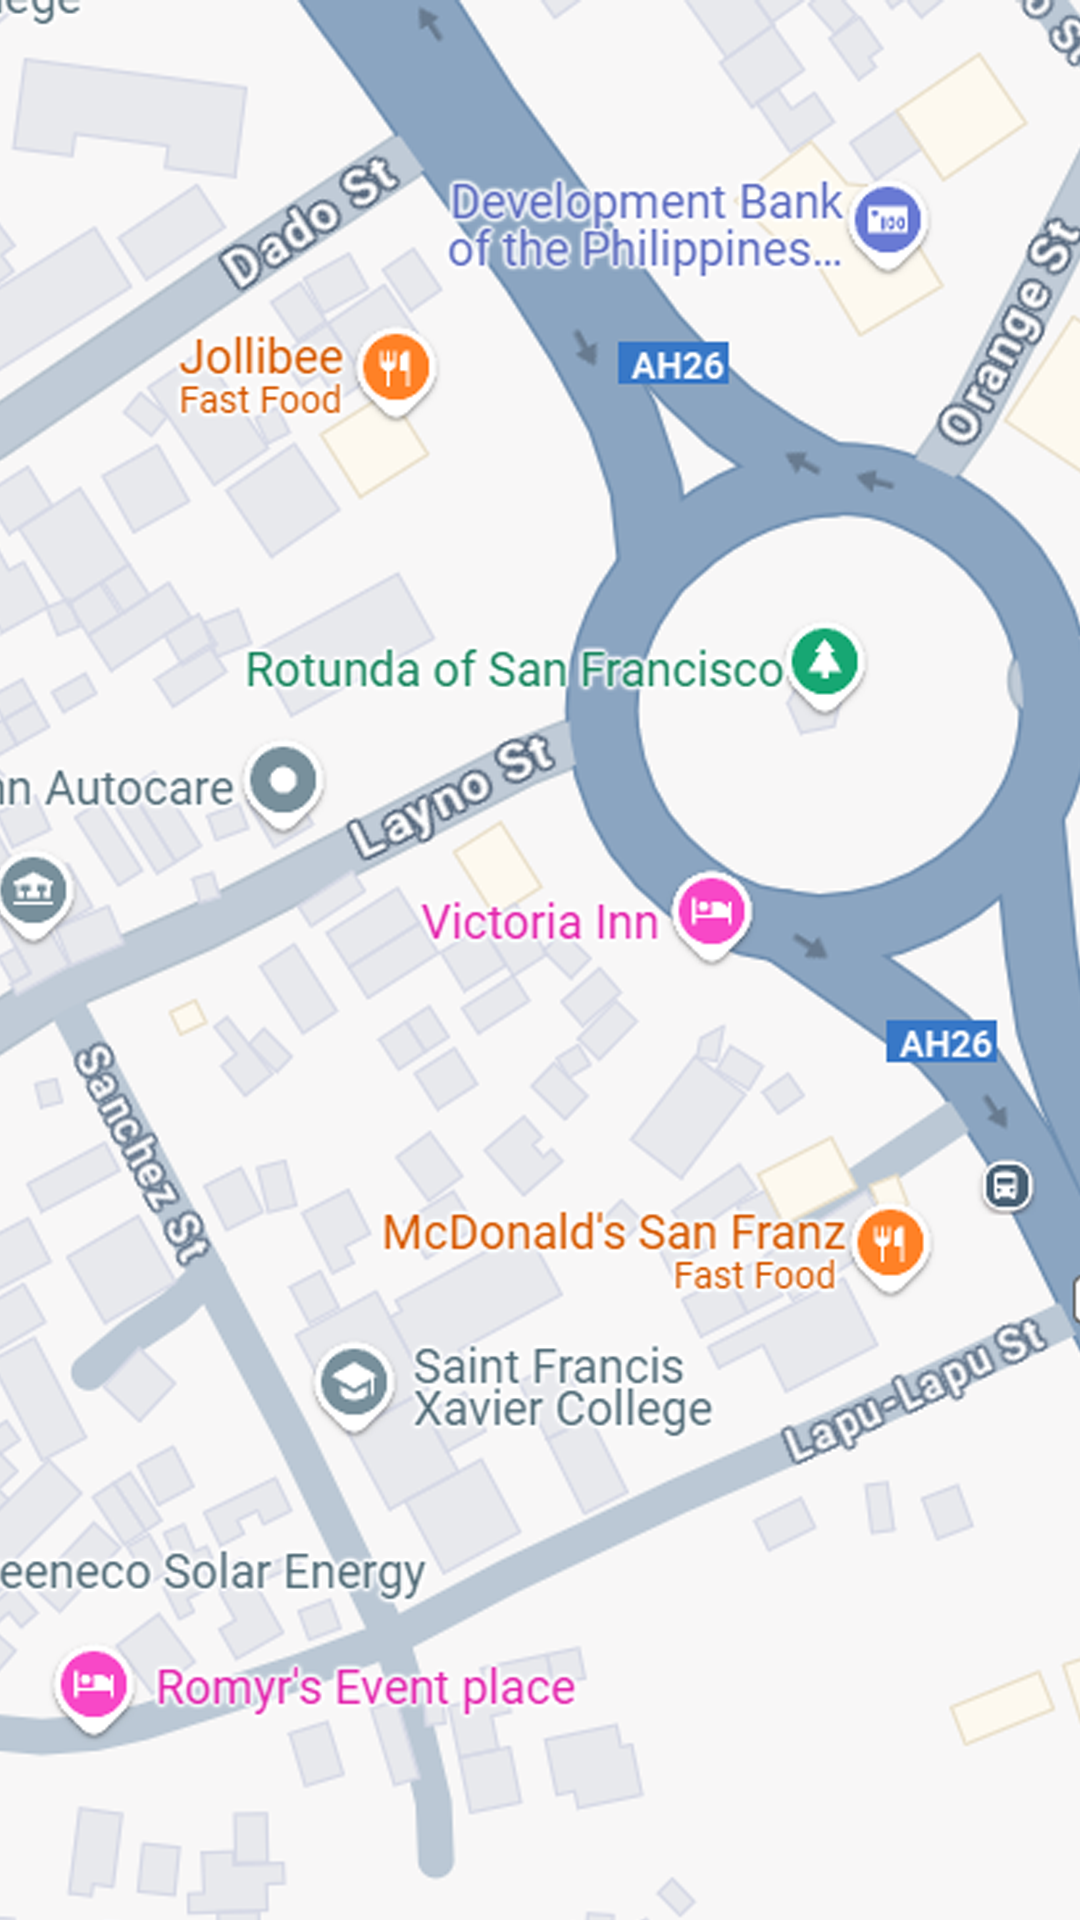 Dado St
Development Bank
of the Philippines...
Orange St
Jollibee
Fast Food
AH26
Rotunda of San Francisco
Layno St
Autocare
Victoria Inn
AH26
Sanchez St
McDonald's San Franz
Fast Food
Saint Francis
Xavier College
Lapu-Lapu St
Solar Energy
Romyr's Event place